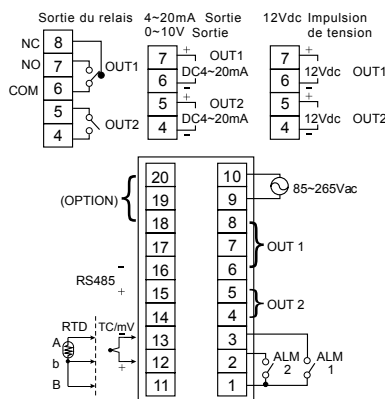 Sortie du relais
NC 8
NO 7
COM 6
5
4
OUT1
OUT2
4~20mA Sortie
0~10V Sortie
7 + OUT1
DC4~20mA
6 -
5 + OUT2
DC4~20mA
4 -
12Vdc Impulsion
de tension
7 +
12Vdc OUT1
6 -
5 +
12Vdc OUT2
4 -
20 10
(OPTION) 19 9 85~265Vac
18 8
17 7 OUT 1
- 16 6
RS485
+ 15 5
OUT 2
14 4
RTD TC/mV
A - 13 3
b + 12 2
B 11 1
ALM
2
ALM
1